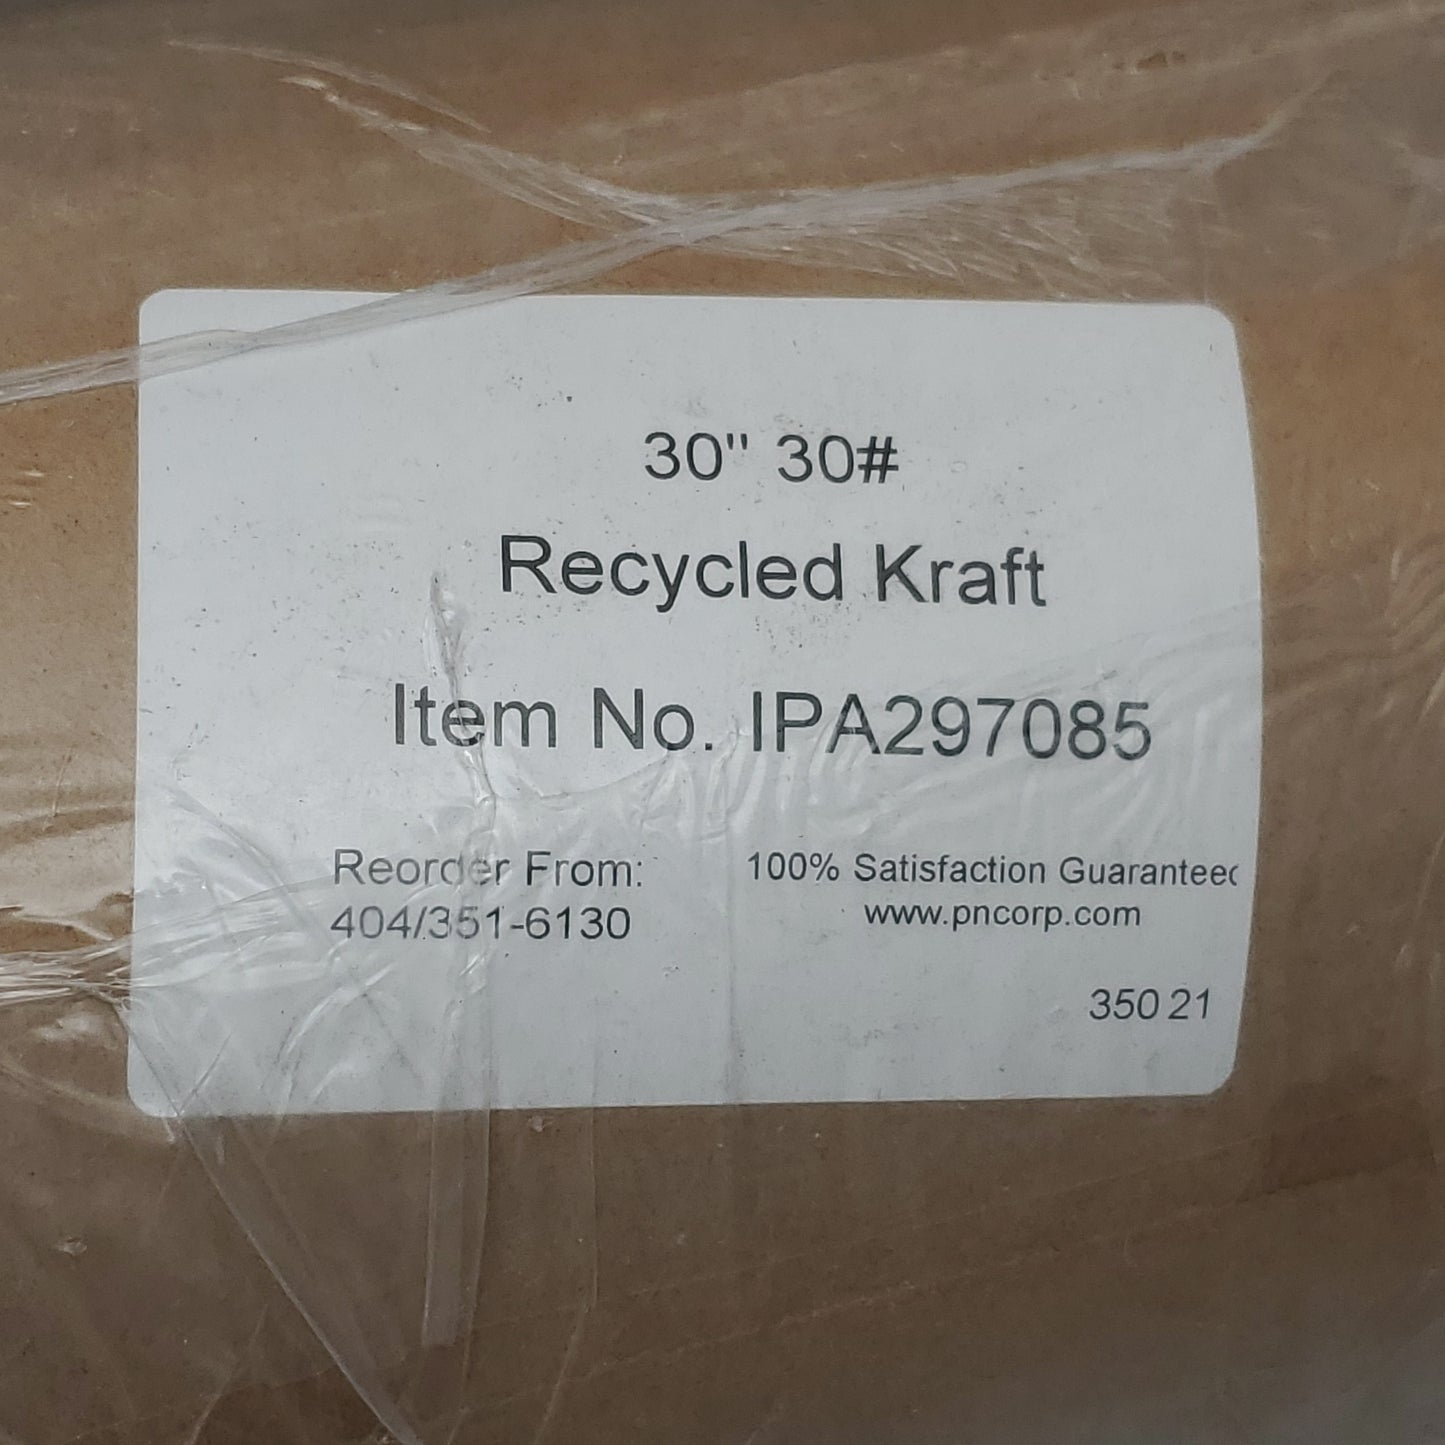 30" 30#
Recycled Kraft
Item No. IPA297085
Reorder From:
404/351-6130
100% Satisfaction Guaranteed
www.pncorp.com
350 21